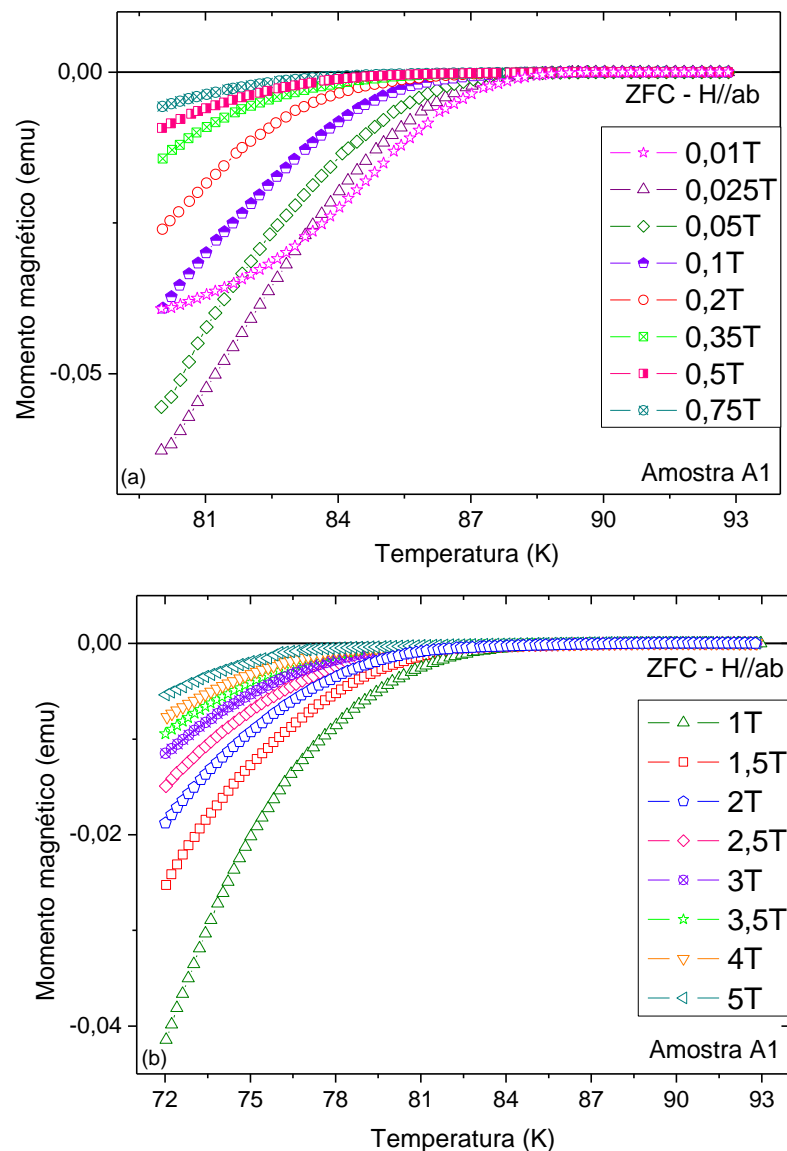 0,00
-0,05
Momento magnético (emu)
ZFC - H//ab
0,01T
0,025T
0,05T
0,1T
0,2T
0,35T
0,5T
0,75T
(a)
Amostra A1
81 84 87 90 93
Temperatura (K)
0,00
-0,02
-0,04
Momento magnético (emu)
ZFC - H//ab
1T
1,5T
2T
2,5T
3T
3,5T
4T
5T
(b)
Amostra A1
72 75 78 81 84 87 90 93
Temperatura (K)